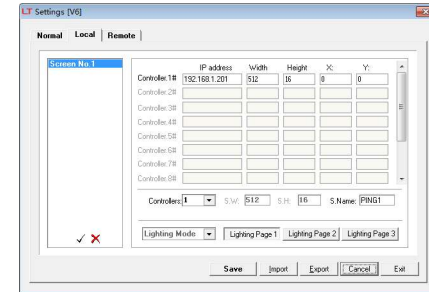 LT Settings [V6]
Normal Local Remote
Screen No.1
IP address Width Height X: Y:
Controller.1# 192.168.1.201 512 16 0 0
Controller.2#
Controller.3#
Controller.4#
Controller.5#
Controller.6#
Controller.7#
Controller.8#
Controllers: 1 S.W: 512 S.H: 16 S.Name: PING1
Lighting Mode Lighting Page 1 Lighting Page 2 Lighting Page 3
Save Import Export Cancel Exit